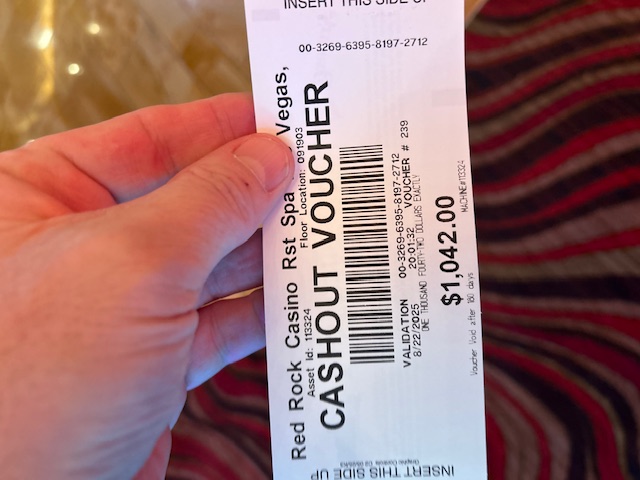 INSERT THIS SIDE UP
00-3269-6395-8197-2712
Red Rock Casino Rst Spa Vegas,
Asset Id: 113324 Floor Location: 091903
CASHOUT VOUCHER
VALIDATION 00-3269-6395-8197-2712
8/22/2025 20:01:32 VOUCHER # 239
ONE THOUSAND FOURTY-TWO DOLLARS EXACTLY
$1,042.00
Voucher Void after 180 days MACHINE#113324
INSERT THIS SIDE UP